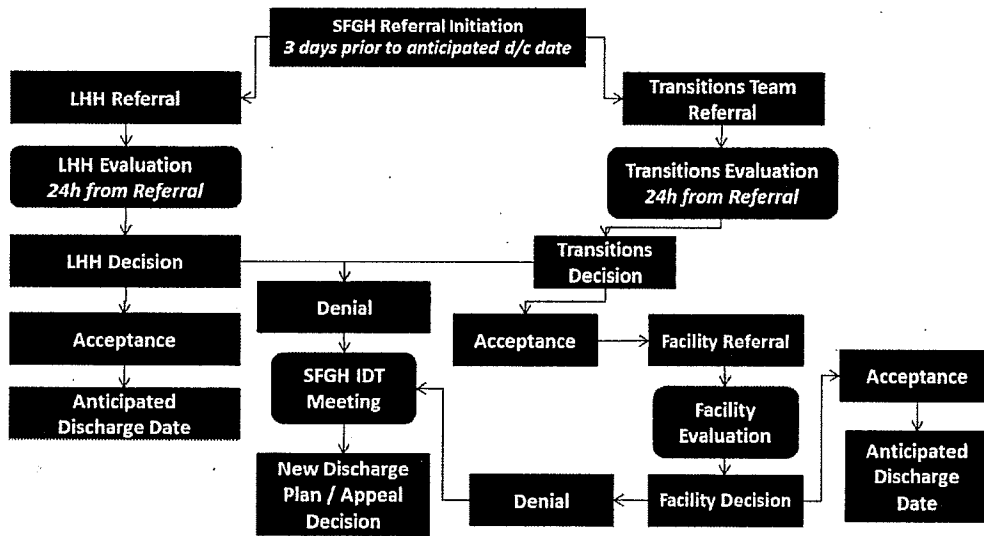 SFGH Referral Initiation
3 days prior to anticipated d/c date
LHH Referral
Transitions Team
Referral
LHH Evaluation
24h from Referral
Transitions Evaluation
24h from Referral
LHH Decision
Transitions
Decision
Denial
Acceptance
Acceptance
Facility Referral
SFGH IDT
Meeting
Acceptance
Anticipated
Discharge Date
Facility
Evaluation
New Discharge
Plan / Appeal
Decision
Denial
Facility Decision
Anticipated
Discharge
Date